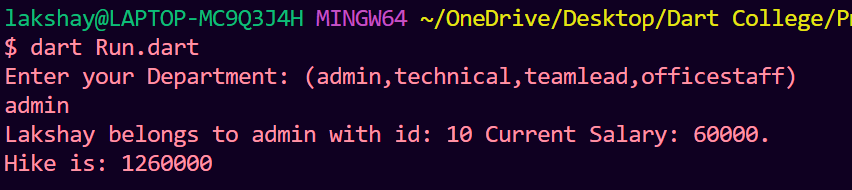 lakshay@LAPTOP-MC9Q3J4H MINGW64 ~/OneDrive/Desktop/Dart College/Pr
$ dart Run.dart
Enter your Department: (admin,technical,teamlead,officestaff)
admin
Lakshay belongs to admin with id: 10 Current Salary: 60000.
Hike is: 1260000